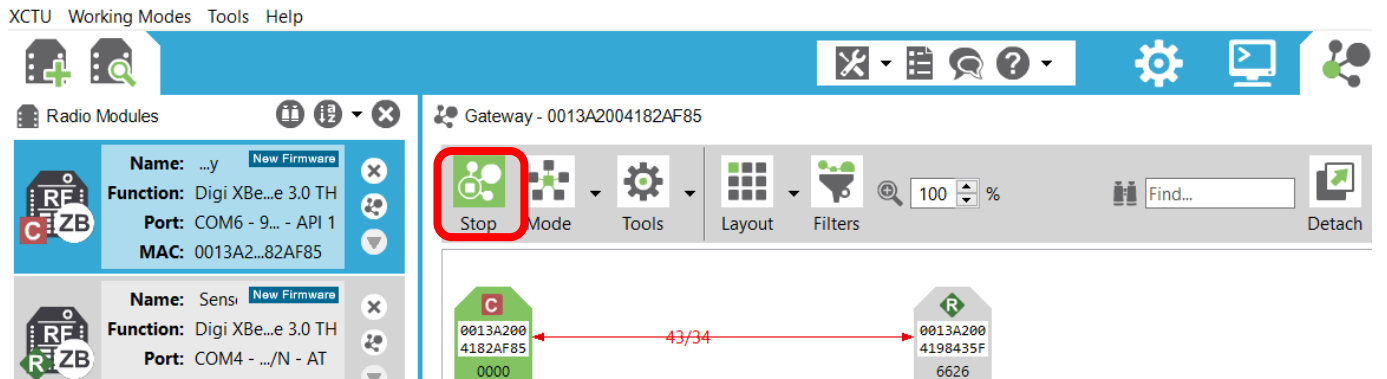 XCTU Working Modes Tools Help
Radio Modules
Gateway - 0013A2004182AF85
Name: ...y New Firmware
Function: Digi XBe...e 3.0 TH
Port: COM6 - 9... - API 1
MAC: 0013A2...82AF85
RF
C ZB
Stop Mode Tools Layout Filters
100 %
Find...
Detach
Name: Sens New Firmware
Function: Digi XBe...e 3.0 TH
Port: COM4 - .../N - AT
RF
R ZB
C
0013A200
4182AF85
0000
43/34
R
0013A200
4198435F
6626